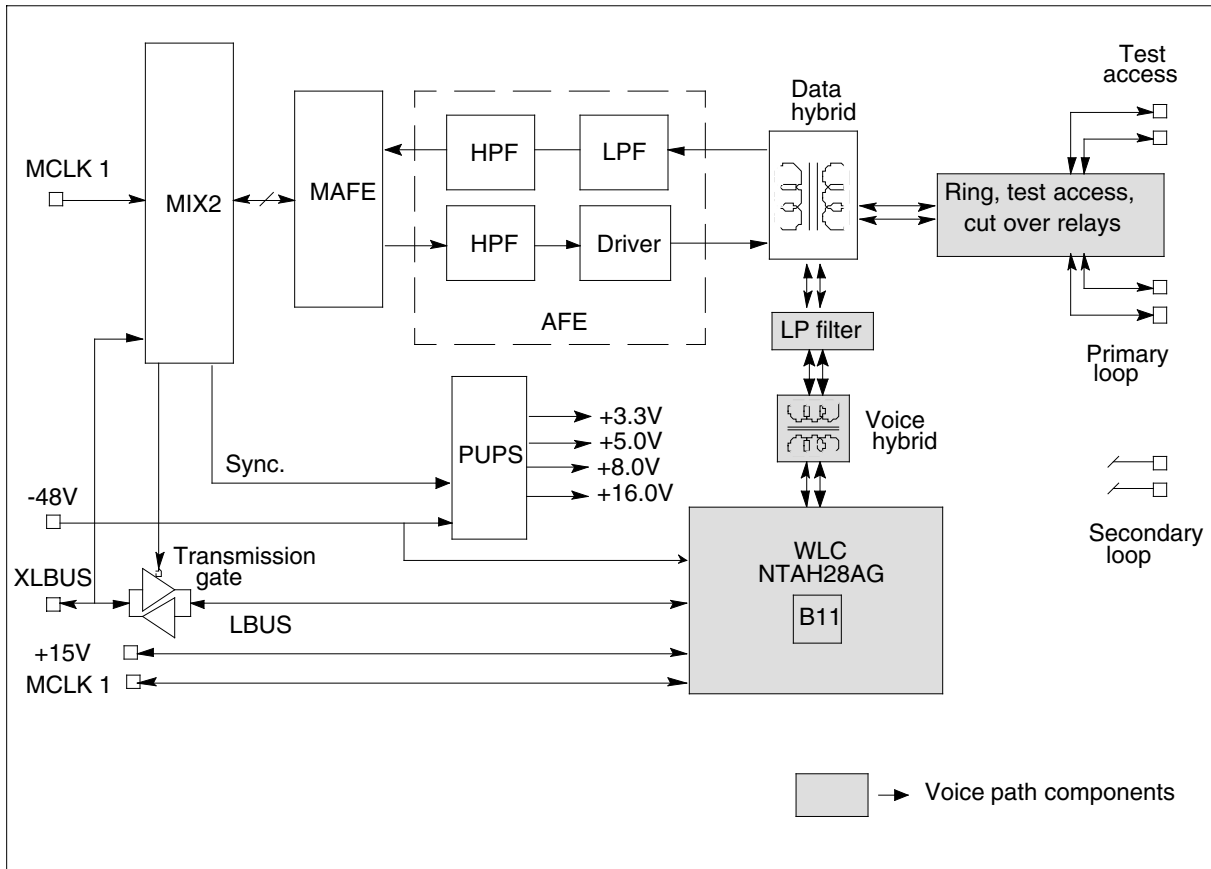 Test
access
Data
hybrid
HPF
LPF
MCLK 1
MIX2
MAFE
Ring, test access,
cut over relays
HPF
Driver
AFE
LP filter
Primary
loop
+3.3V
+5.0V
+8.0V
+16.0V
PUPS
Voice
hybrid
Sync.
-48V
Secondary
loop
WLC
NTAH28AG
B11
Transmission
gate
XLBUS
LBUS
+15V
MCLK 1
Voice path components